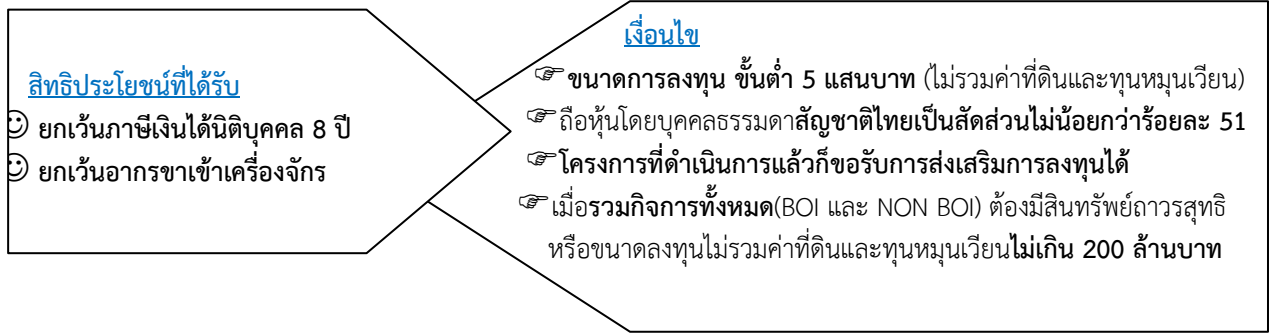 สิทธิประโยชน์ที่ได้รับ
☺ ยกเว้นภาษีเงินได้นิติบุคคล 8 ปี
☺ ยกเว้นอากรขาเข้าเครื่องจักร
เงื่อนไข
☞ ขนาดการลงทุน ขั้นต่ำ 5 แสนบาท (ไม่รวมค่าที่ดินและทุนหมุนเวียน)
☞ ถือหุ้นโดยบุคคลธรรมดาสัญชาติไทยเป็นสัดส่วนไม่น้อยกว่าร้อยละ 51
☞ โครงการที่ดำเนินการแล้วก็ขอรับการส่งเสริมการลงทุนได้
☞ เมื่อรวมกิจการทั้งหมด(BOI และ NON BOI) ต้องมีสินทรัพย์ถาวรสุทธิ
หรือขนาดลงทุนไม่รวมค่าที่ดินและทุนหมุนเวียนไม่เกิน 200 ล้านบาท